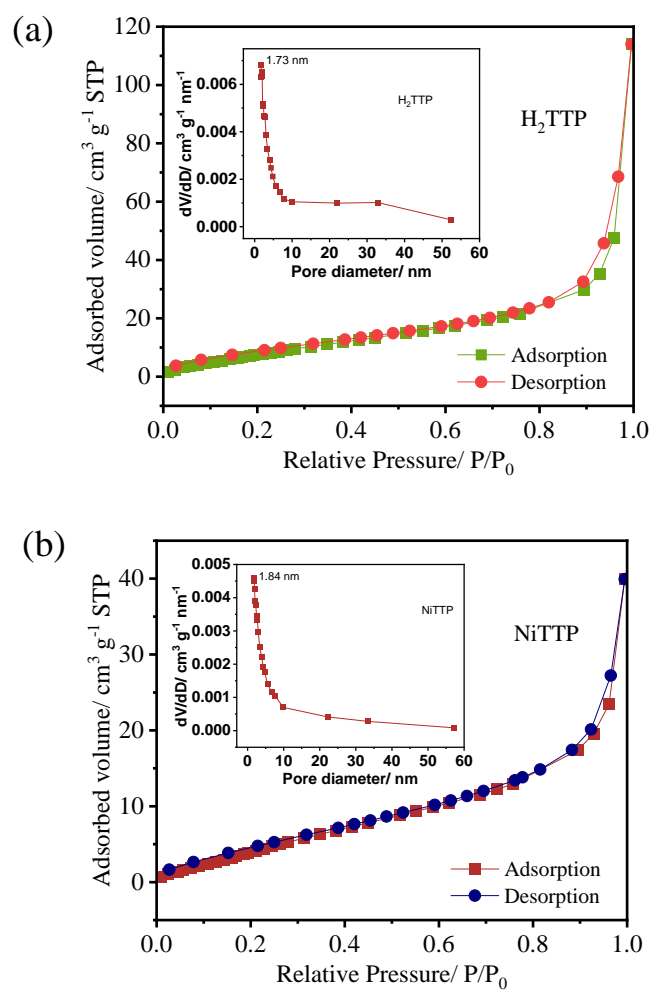 (a)
120
100
80
60
40
20
0
Adsorbed volume/ cm³ g⁻¹ STP
0.0 0.2 0.4 0.6 0.8 1.0
Relative Pressure/ P/P₀
H₂TTP
Adsorption
Desorption
0.006
0.004
0.002
0.000
dV/dD/ cm³ g⁻¹ nm⁻¹
1.73 nm
H₂TTP
0 10 20 30 40 50 60
Pore diameter/ nm
(b)
40
30
20
10
0
Adsorbed volume/ cm³ g⁻¹ STP
0.0 0.2 0.4 0.6 0.8 1.0
Relative Pressure/ P/P₀
NiTTP
Adsorption
Desorption
0.005
0.004
0.003
0.002
0.001
0.000
dV/dD/ cm³ g⁻¹ nm⁻¹
1.84 nm
NiTTP
0 10 20 30 40 50 60
Pore diameter/ nm